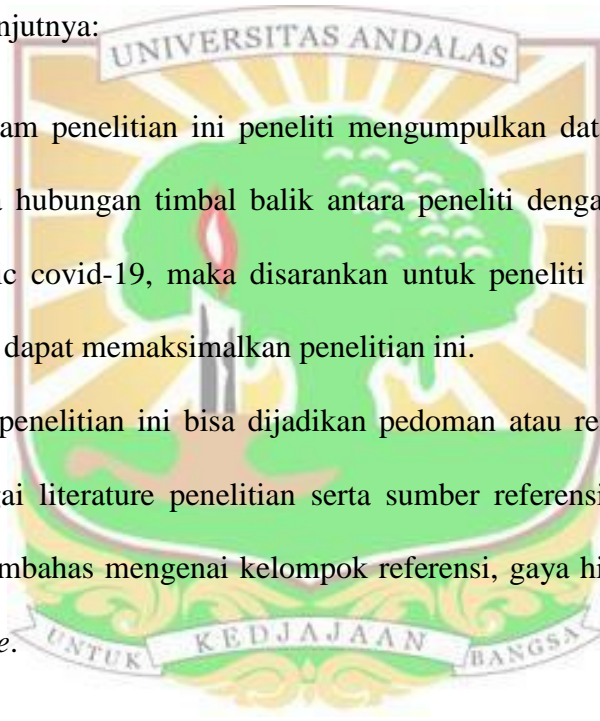 njutnya:
UNIVERSITAS ANDALAS
am penelitian ini peneliti mengumpulkan dat
hubungan timbal balik antara peneliti denga
ic covid-19, maka disarankan untuk peneliti
dapat memaksimalkan penelitian ini.
penelitian ini bisa dijadikan pedoman atau re
gai literature penelitian serta sumber referensi
mbahas mengenai kelompok referensi, gaya hi
e.
UNTUK KEDJAJAAN BANGSA